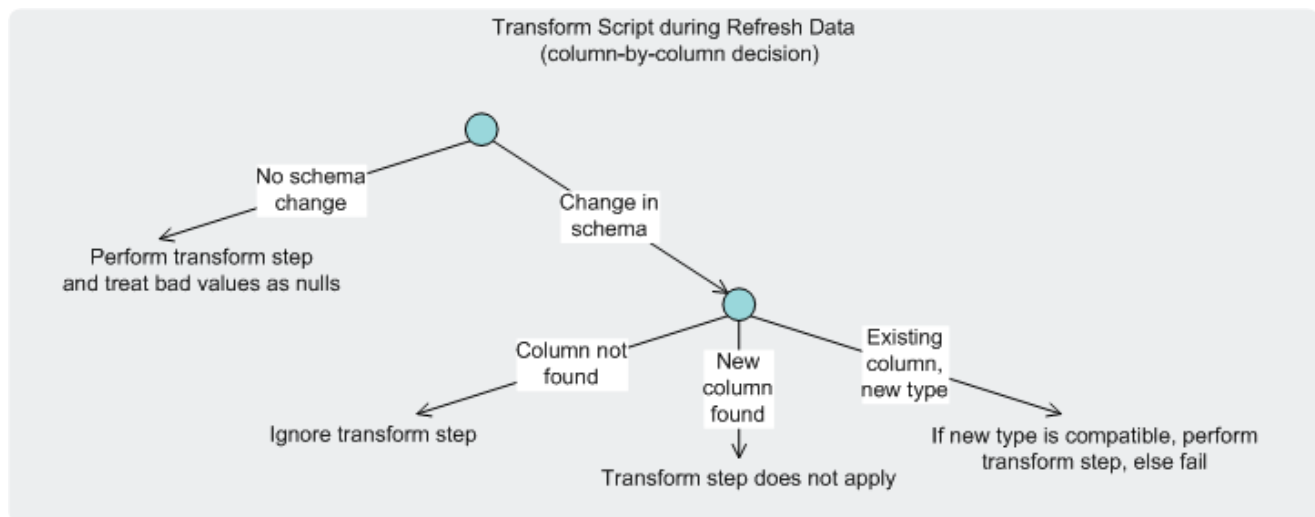 Transform Script during Refresh Data
(column-by-column decision)
No schema
change
Change in
schema
Perform transform step
and treat bad values as nulls
Column not
found
New
column
found
Existing
column,
new type
Ignore transform step
Transform step does not apply
If new type is compatible, perform
transform step, else fail